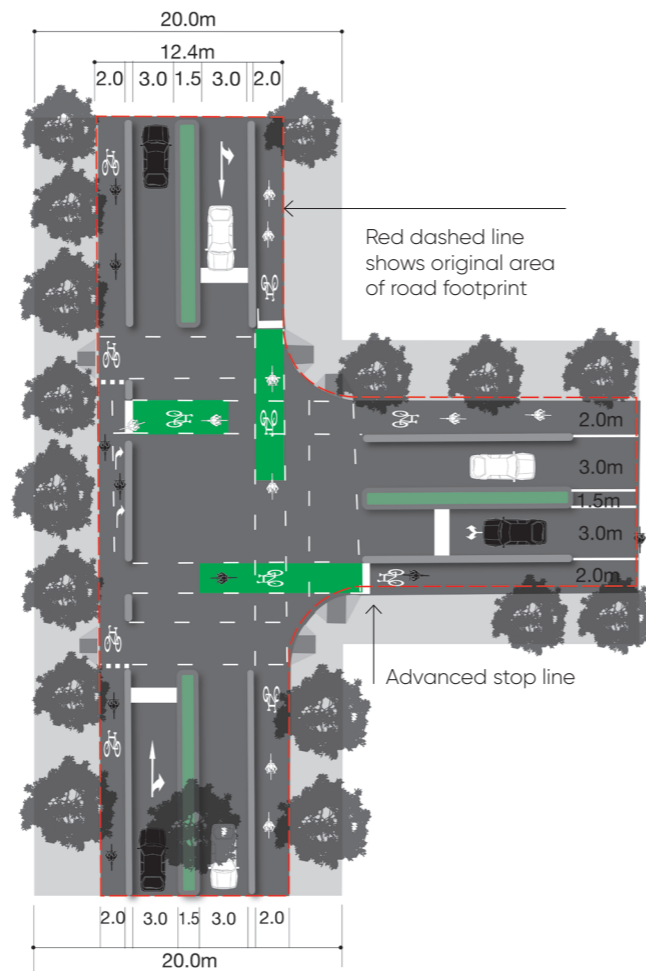 20.0m
12.4m
2.0 3.0 1.5 3.0 2.0
Red dashed line
shows original area
of road footprint
2.0m
3.0m
1.5m
3.0m
2.0m
Advanced stop line
2.0 3.0 1.5 3.0 2.0
20.0m